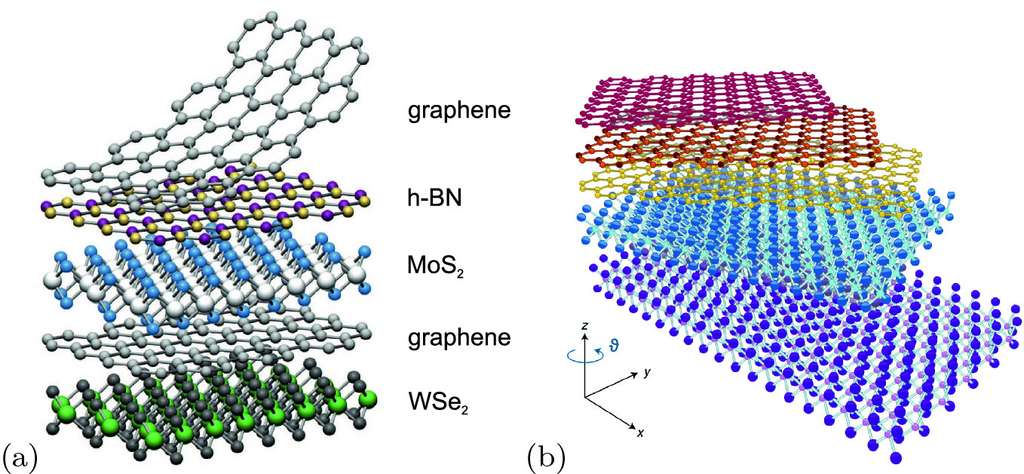 graphene
h-BN
MoS₂
graphene
WSe₂
(a)
z
ϑ
y
x
(b)